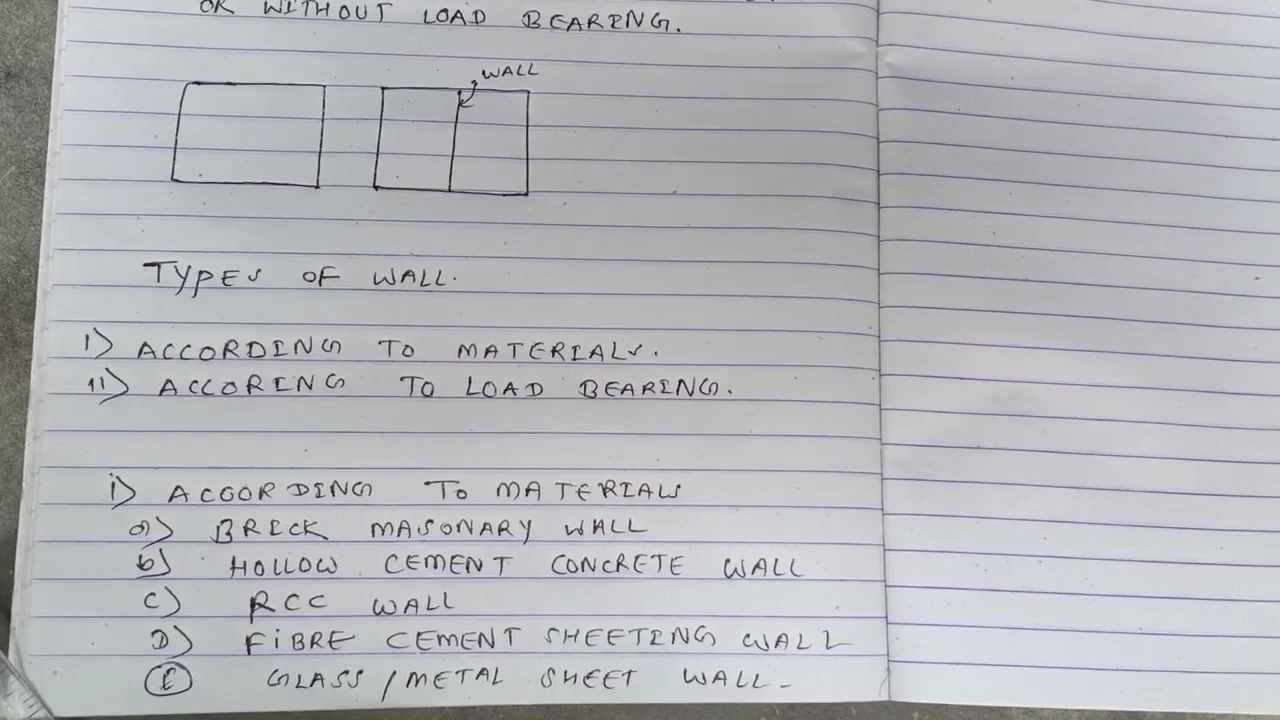 OR WITHOUT LOAD BEARING.
WALL
TYPES OF WALL.
I) ACCORDING TO MATERIALS.
II) ACCORING TO LOAD BEARING.
i) ACCORDING TO MATERIALS
a) BRICK MASONARY WALL
b) HOLLOW CEMENT CONCRETE WALL
C) RCC WALL
D) FiBRE CEMENT SHEETING WALL
E GLASS/METAL SHEET WALL-